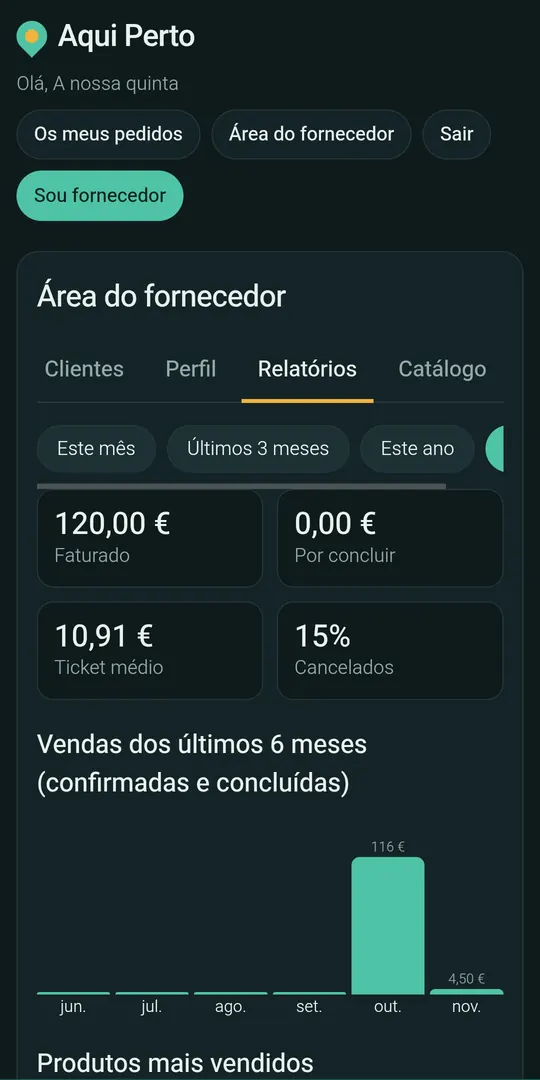 Aqui Perto
Olá, A nossa quinta
Os meus pedidos
Área do fornecedor
Sair
Sou fornecedor
Área do fornecedor
Clientes
Perfil
Relatórios
Catálogo
Este mês
Últimos 3 meses
Este ano
120,00 €
Faturado
0,00 €
Por concluir
10,91 €
Ticket médio
15%
Cancelados
Vendas dos últimos 6 meses
(confirmadas e concluídas)
116 €
4,50 €
jun.
jul.
ago.
set.
out.
nov.
Produtos mais vendidos